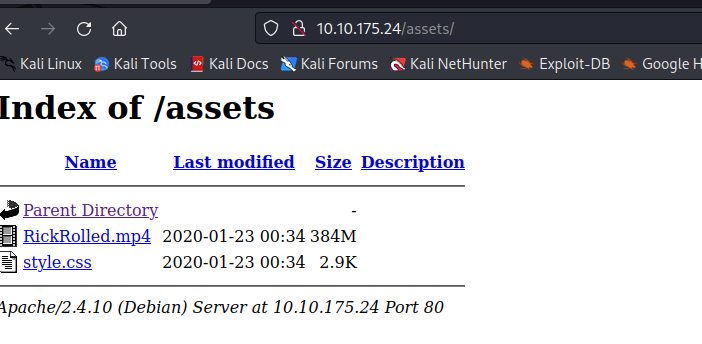 10.10.175.24/assets/
Kali Linux Kali Tools Kali Docs Kali Forums Kali NetHunter Exploit-DB Google H
Index of /assets
Name Last modified Size Description
Parent Directory -
RickRolled.mp4 2020-01-23 00:34 384M
style.css 2020-01-23 00:34 2.9K
Apache/2.4.10 (Debian) Server at 10.10.175.24 Port 80